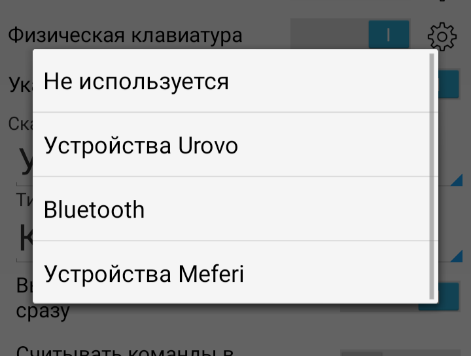 Физическая клавиатура
Не используется
Устройства Urovo
Bluetooth
Устройства Meferi
сразу
Считывать команды в